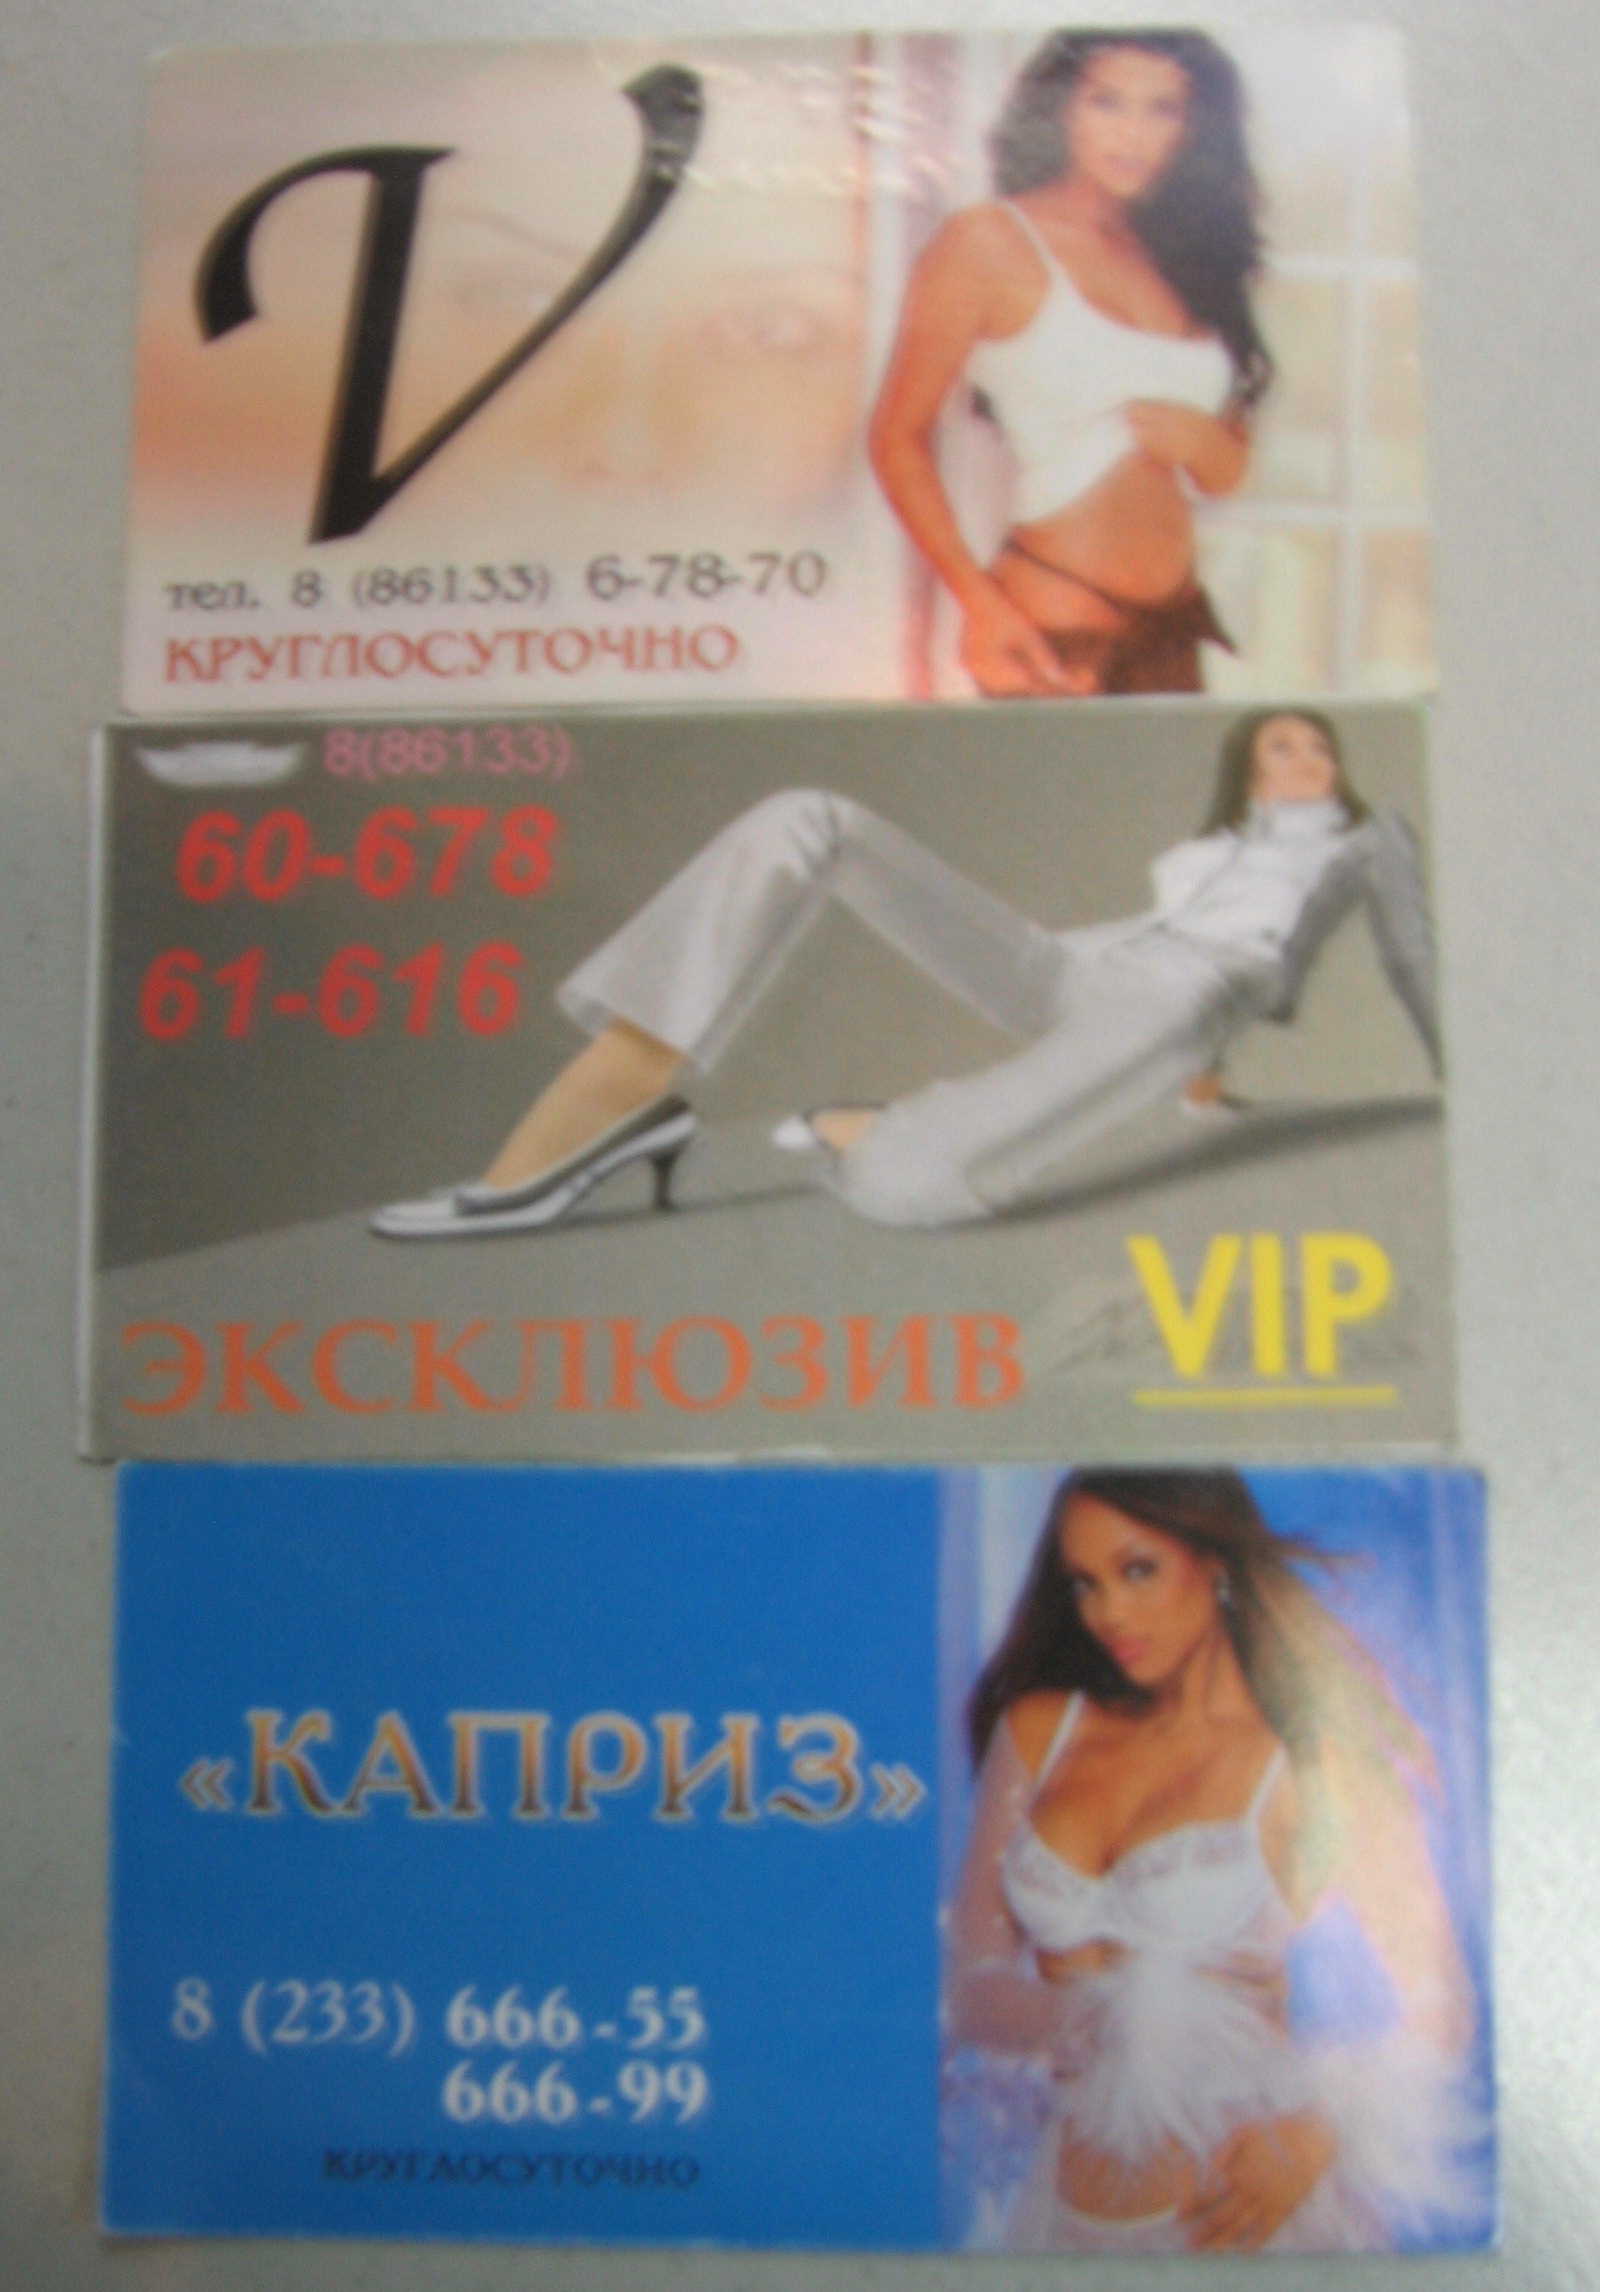 V
тел. 8 (86133) 6-78-70
КРУГЛОСУТОЧНО
8(86133)
60-678
61-616
ЭКСКЛЮЗИВ VIP
«КАПРИЗ»
8 (233) 666-55
666-99
КРУГЛОСУТОЧНО